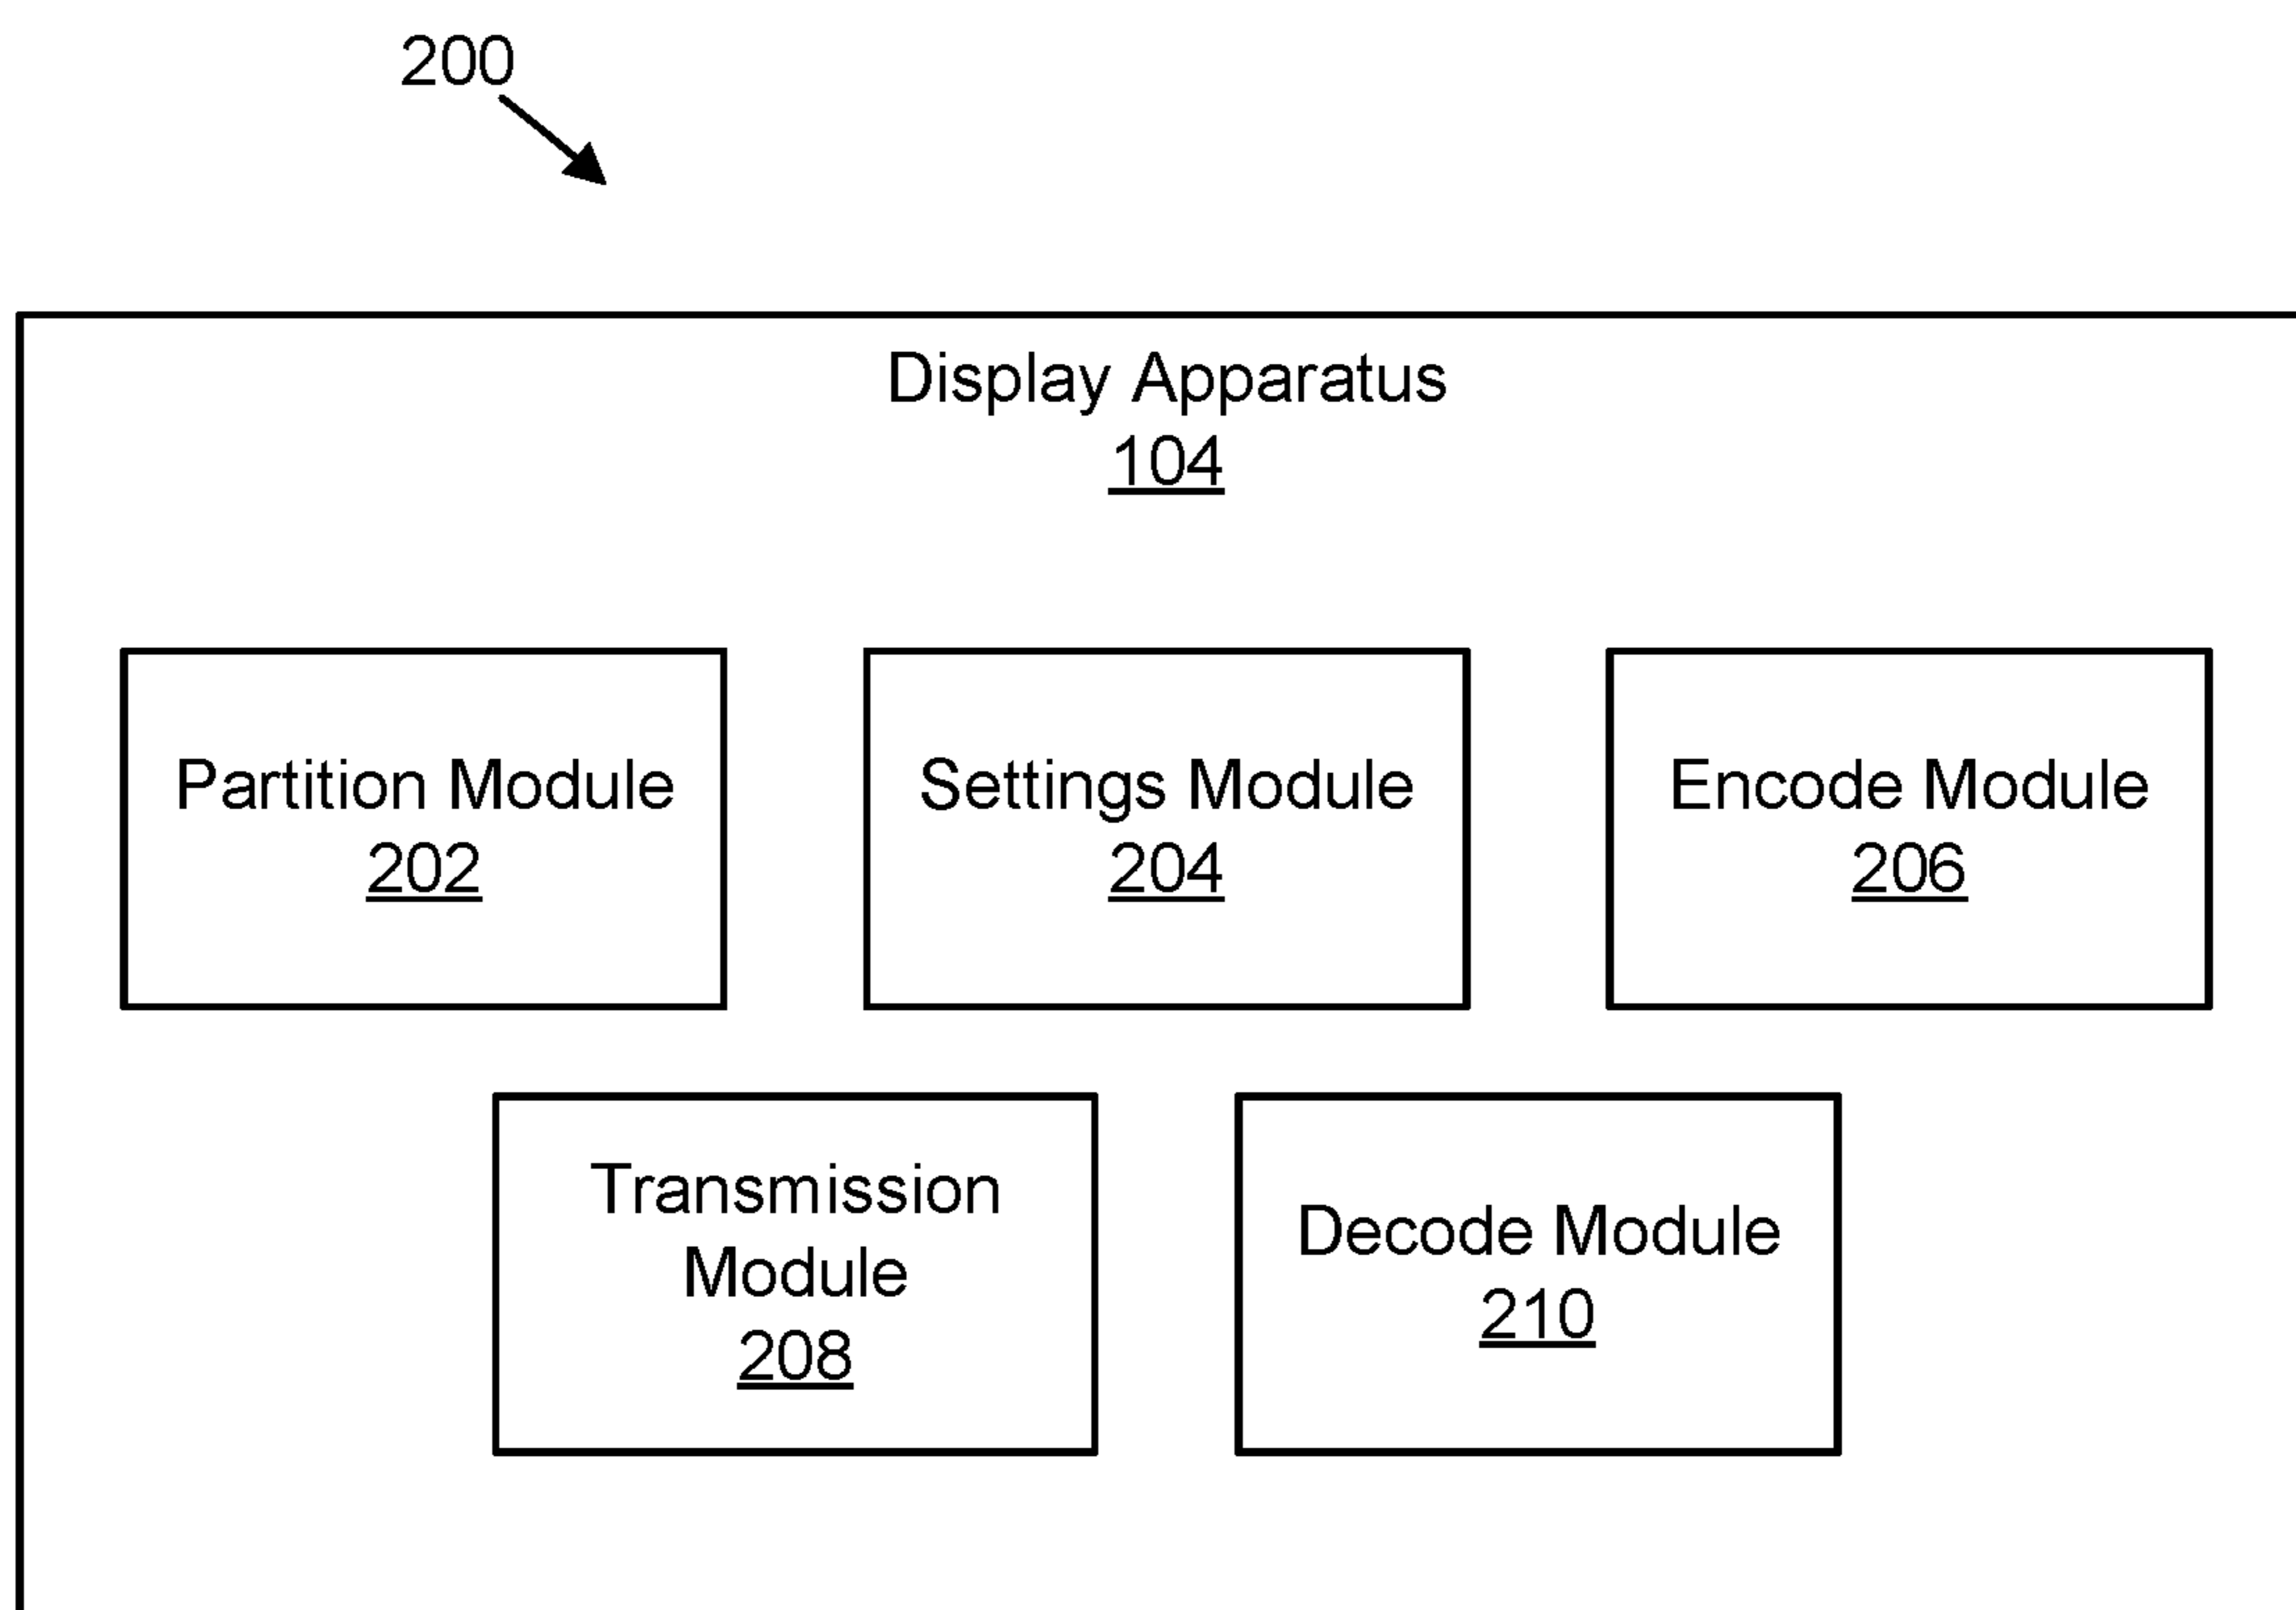 200
Display Apparatus
104
Partition Module
202
Settings Module
204
Encode Module
206
Transmission
Module
208
Decode Module
210